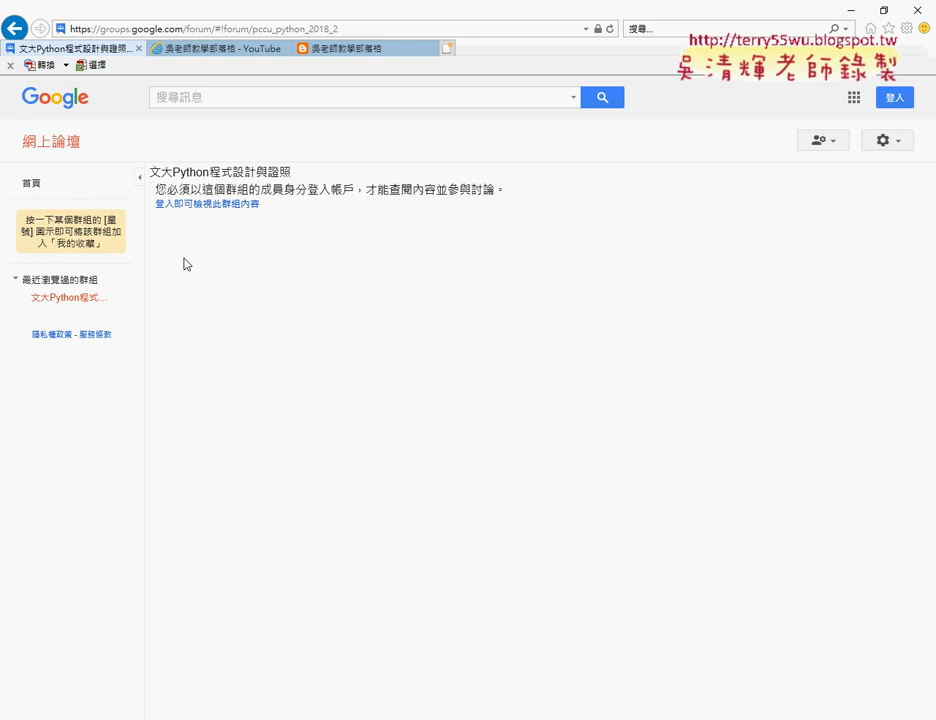 https://groups.google.com/forum/#!forum/pccu_python_2018_2
搜尋...
文大Python程式設計與證照...
吳老師教學部落格 - YouTube
吳老師教學部落格
http://terry55wu.blogspot.tw
吳清輝老師錄製
轉換
選擇
Google
搜尋訊息
登入
網上論壇
首頁
文大Python程式設計與證照
您必須以這個群組的成員身分登入帳戶，才能查閱內容並參與討論。
登入即可檢視此群組內容
按一下某個群組的 [星
號] 圖示即可將該群組加
入「我的收藏」
最近瀏覽過的群組
文大Python程式...
隱私權政策 - 服務條款